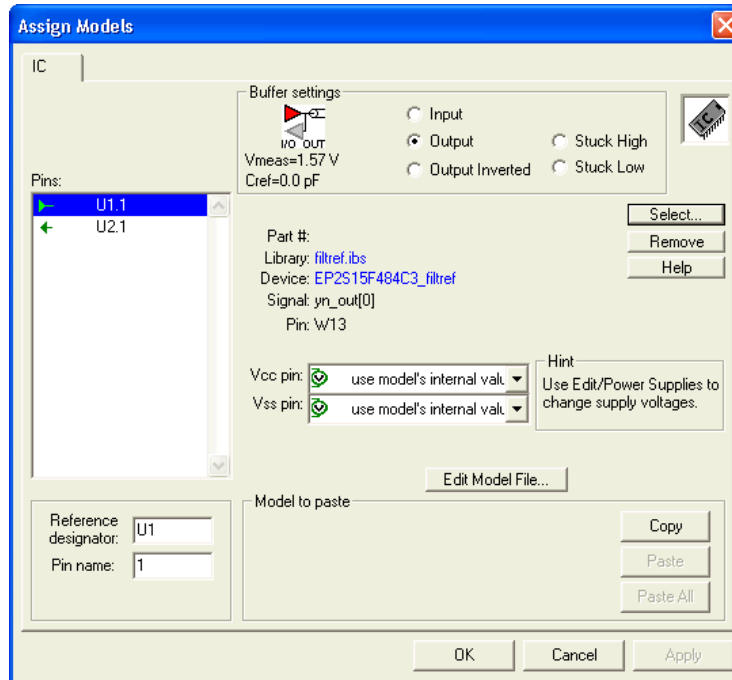 Assign Models
IC
Buffer settings
I/O OUT
Vmeas=1.57 V
Cref=0.0 pF
Input
Output
Output Inverted
Stuck High
Stuck Low
IC
Pins:
U1.1
U2.1
Select...
Remove
Help
Part #:
Library: filtref.ibs
Device: EP2S15F484C3_filtref
Signal: yn_out[0]
Pin: W13
Vcc pin: use model's internal valu
Vss pin: use model's internal valu
Hint
Use Edit/Power Supplies to
change supply voltages.
Edit Model File...
Reference
designator: U1
Pin name: 1
Model to paste
Copy
Paste
Paste All
OK
Cancel
Apply